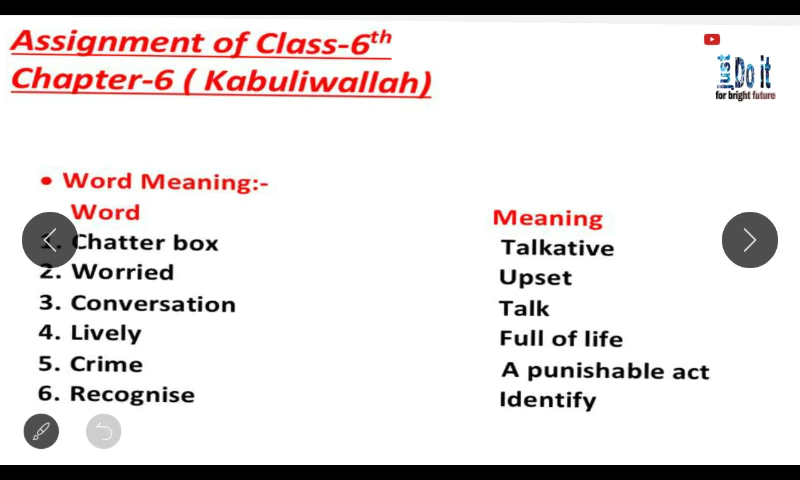 Assignment of Class-6th
Chapter-6 ( Kabuliwallah)
just Do it
for bright future
• Word Meaning:-
Word Meaning
1. Chatter box Talkative
2. Worried Upset
3. Conversation Talk
4. Lively Full of life
5. Crime A punishable act
6. Recognise Identify